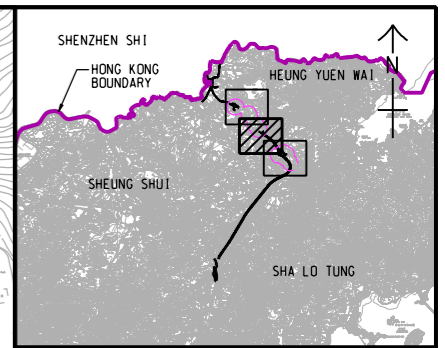 SHENZHEN SHI
HONG KONG
BOUNDARY
HEUNG YUEN WAI
N
SHEUNG SHUI
SHA LO TUNG